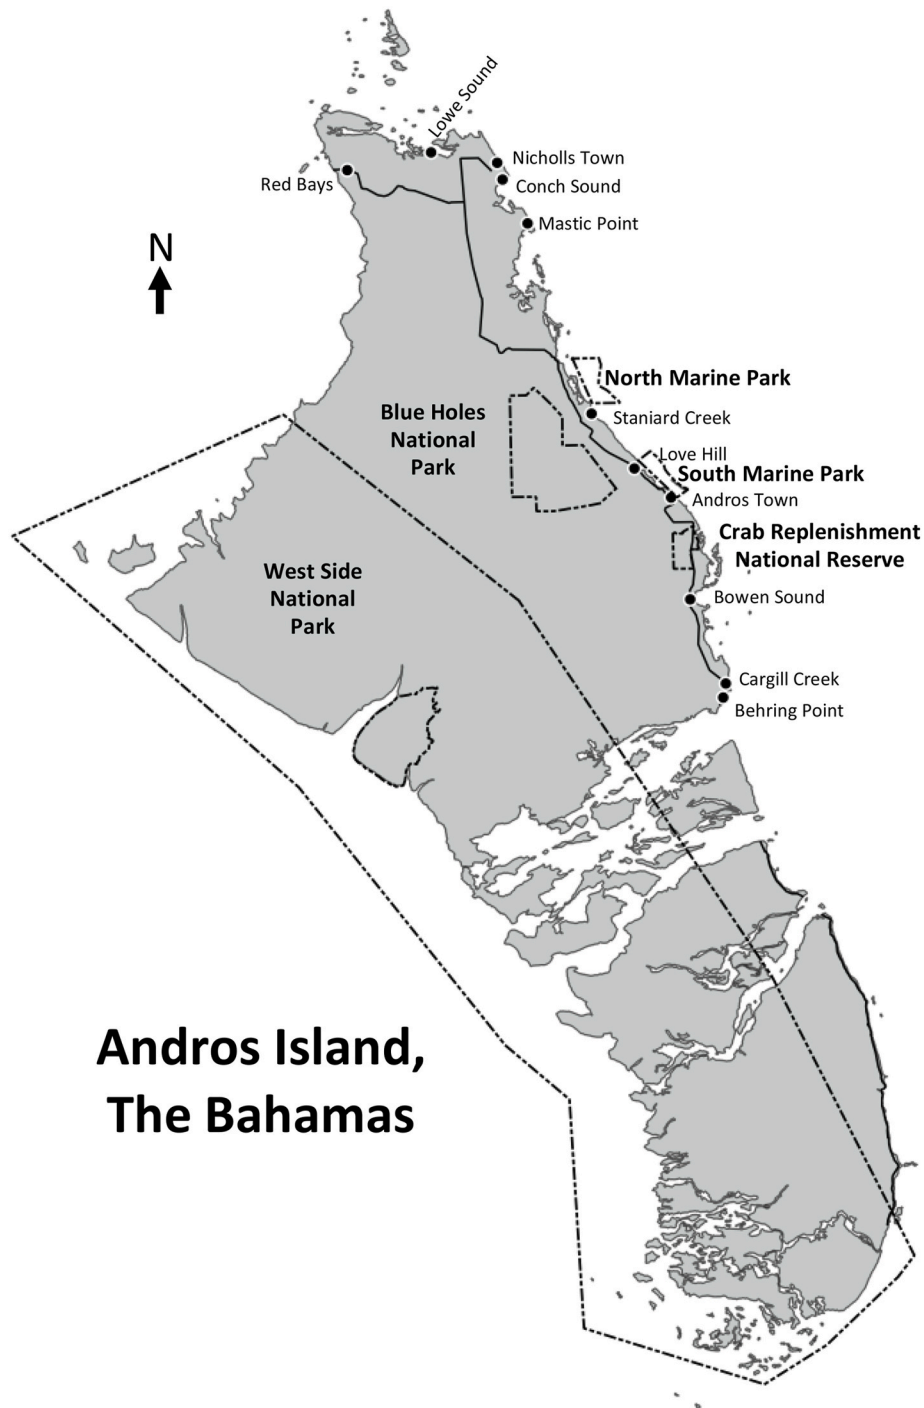 Lowe Sound
Nicholls Town
Red Bays
Conch Sound
Mastic Point
N
North Marine Park
Blue Holes
National
Park
Staniard Creek
Love Hill
South Marine Park
Andros Town
Crab Replenishment
National Reserve
West Side
National
Park
Bowen Sound
Cargill Creek
Behring Point
Andros Island,
The Bahamas